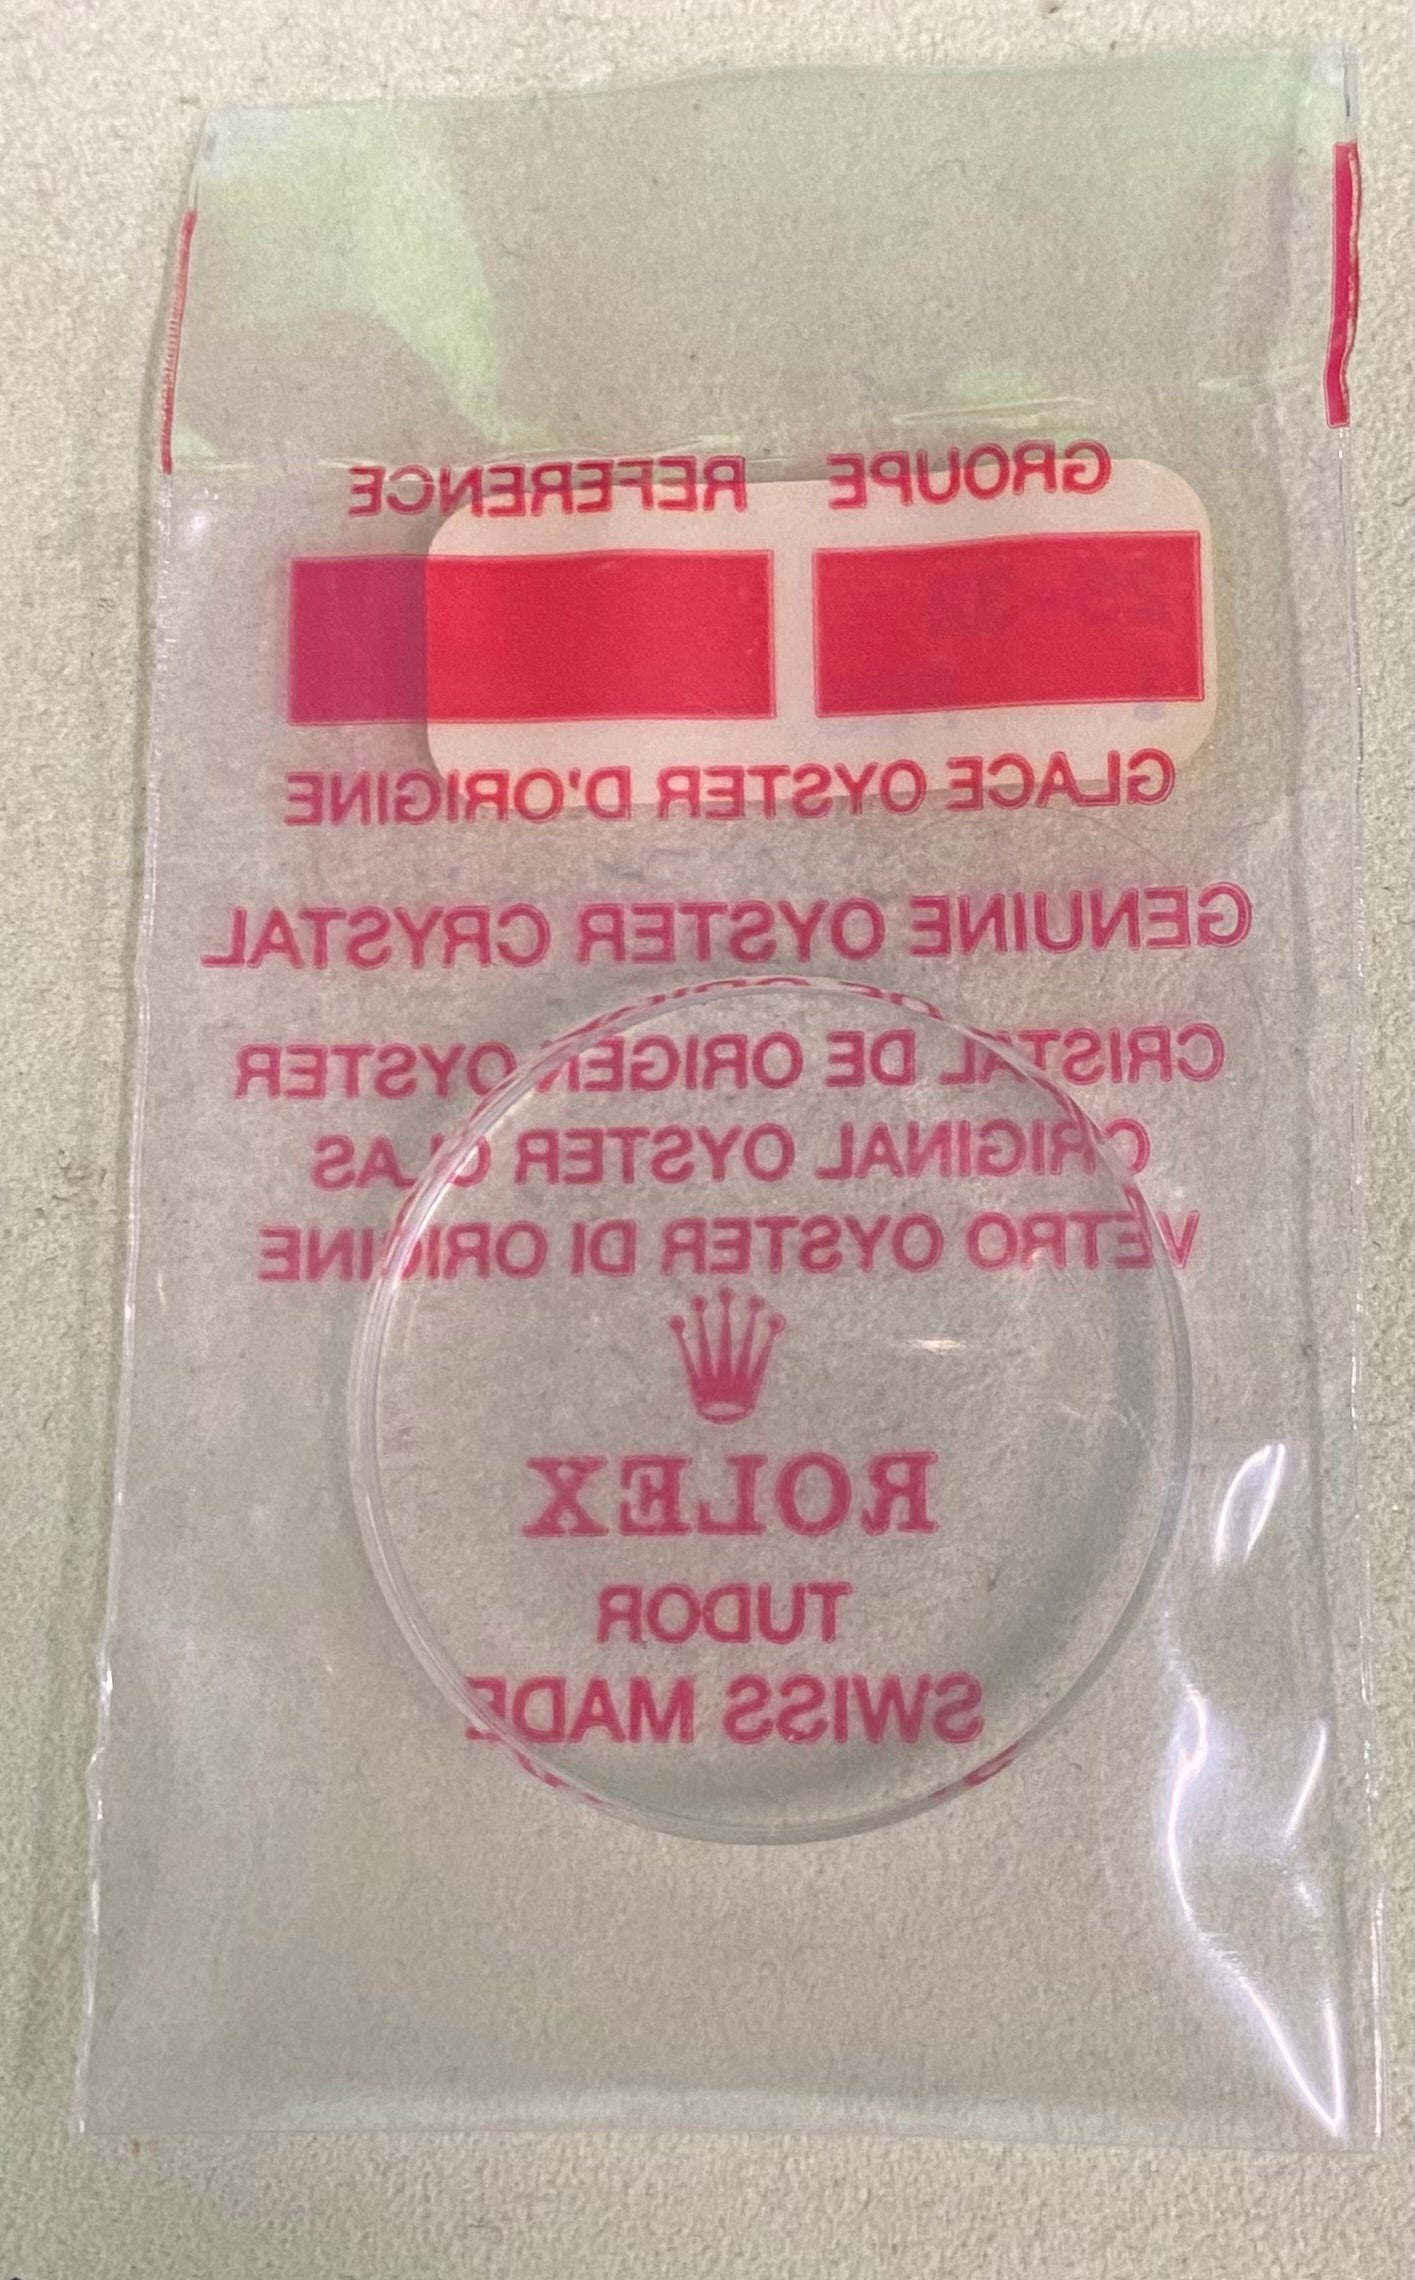 GROUPE REFERENCE
GLACE OYSTER D'ORIGINE
GENUINE OYSTER CRYSTAL
CRISTAL DE ORIGEN OYSTER
ORIGINAL OYSTER GLAS
VETRO OYSTER DI ORIGINE
ROLEX
TUDOR
SWISS MADE